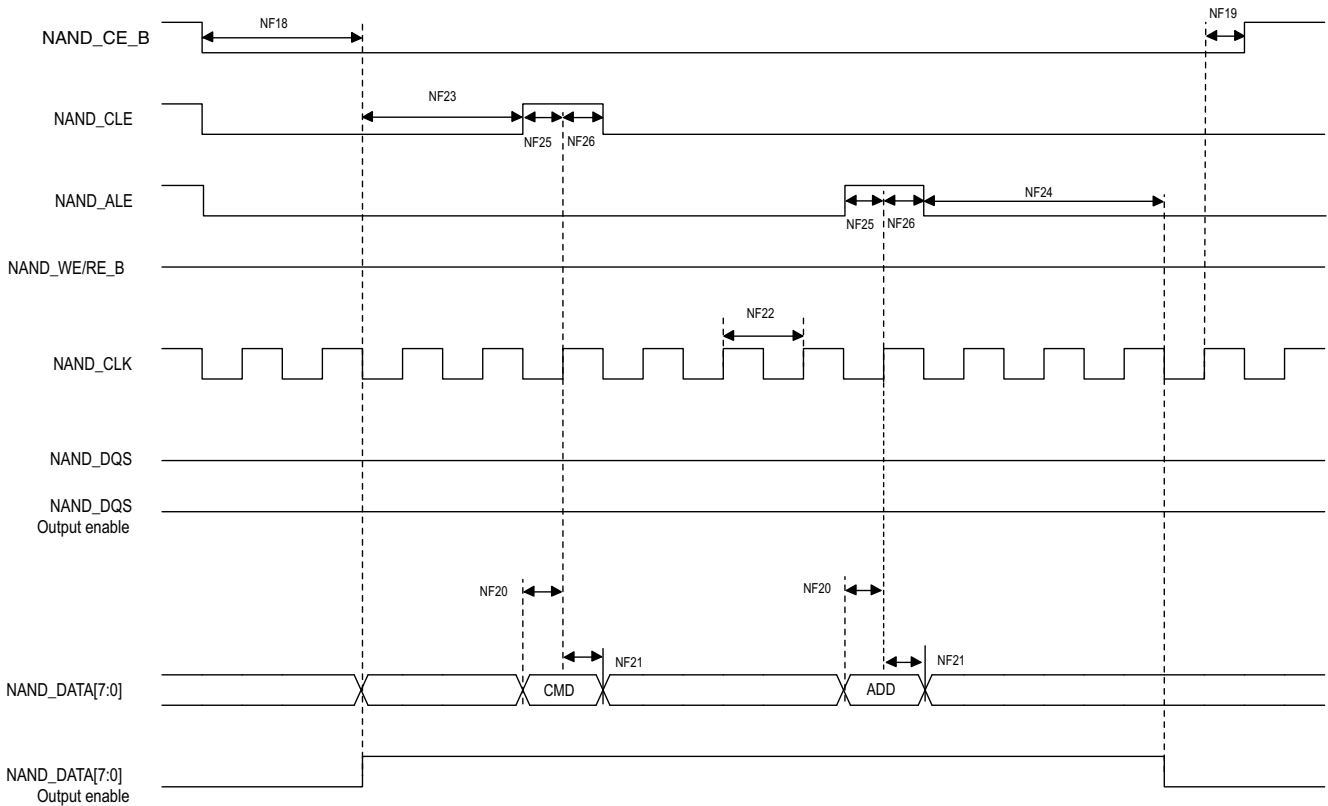 NF18
NF19
NAND_CE_B
NF23
NAND_CLE
NF25
NF26
NAND_ALE
NF24
NF25
NF26
NAND_WE/RE_B
NF22
NAND_CLK
NAND_DQS
NAND_DQS
Output enable
NF20
NF20
NF21
NF21
NAND_DATA[7:0]
CMD
ADD
NAND_DATA[7:0]
Output enable